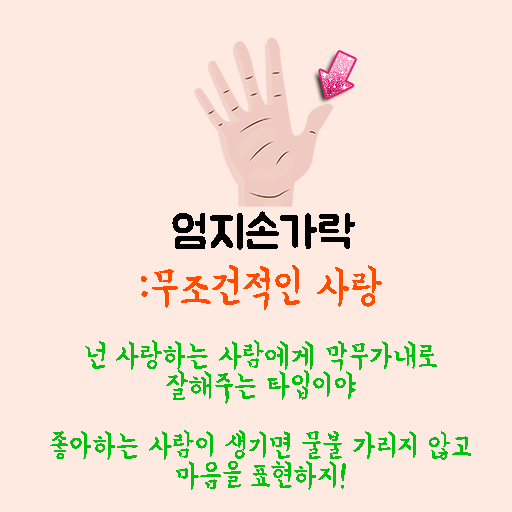 엄지손가락
:무조건적인 사랑
넌 사랑하는 사람에게 막무가내로
잘해주는 타입이야
좋아하는 사람이 생기면 물불 가리지 않고
마음을 표현하지!